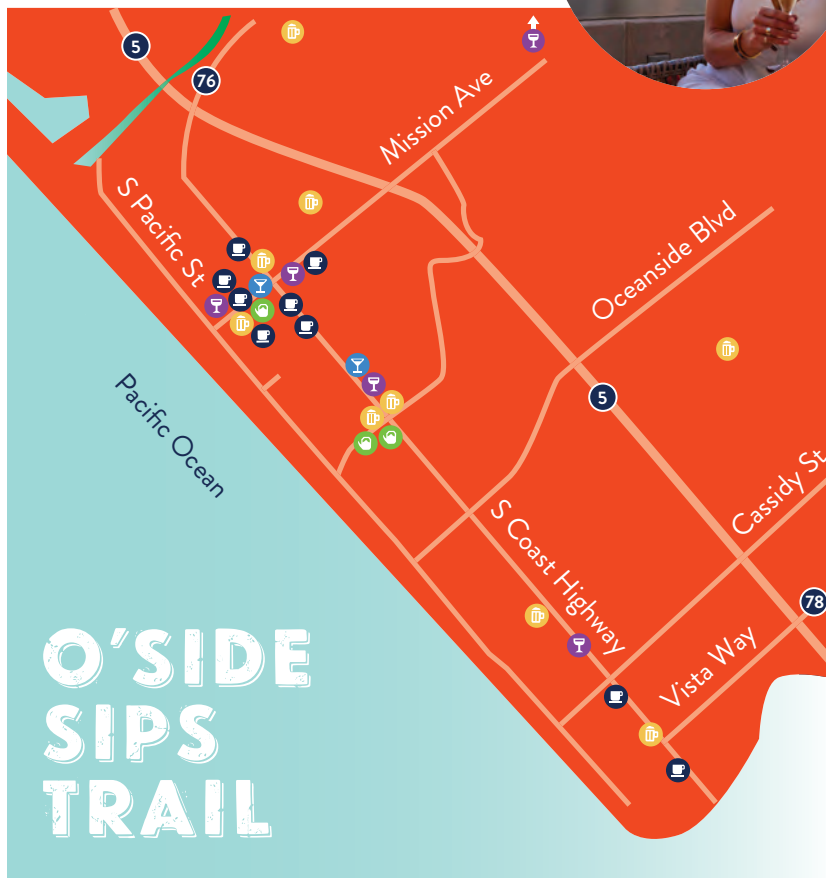 5
76
Mission Ave
S Pacific St
Oceanside Blvd
Pacific Ocean
5
Cassidy St
S Coast Highway
78
Vista Way
O'SIDE
SIPS
TRAIL